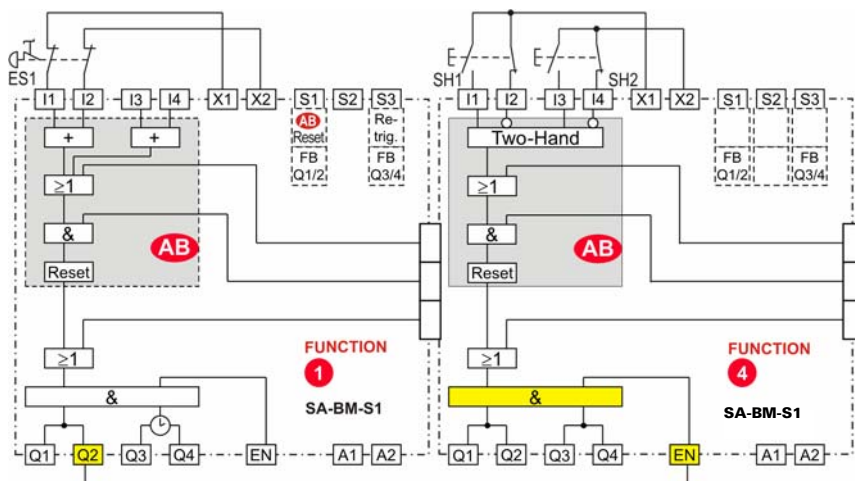 ES1
I1 I2 I3 I4 X1 X2 S1 S2 S3
+ +
AB
Reset
Re-
trig.
FB
Q1/2
FB
Q3/4
≥1
&
AB
Reset
≥1
FUNCTION
1
SA-BM-S1
&
Q1 Q2 Q3 Q4 EN A1 A2
SH1 SH2
I1 I2 I3 I4 X1 X2 S1 S2 S3
Two-Hand
FB
Q1/2
FB
Q3/4
≥1
&
AB
Reset
≥1
FUNCTION
4
SA-BM-S1
&
Q1 Q2 Q3 Q4 EN A1 A2